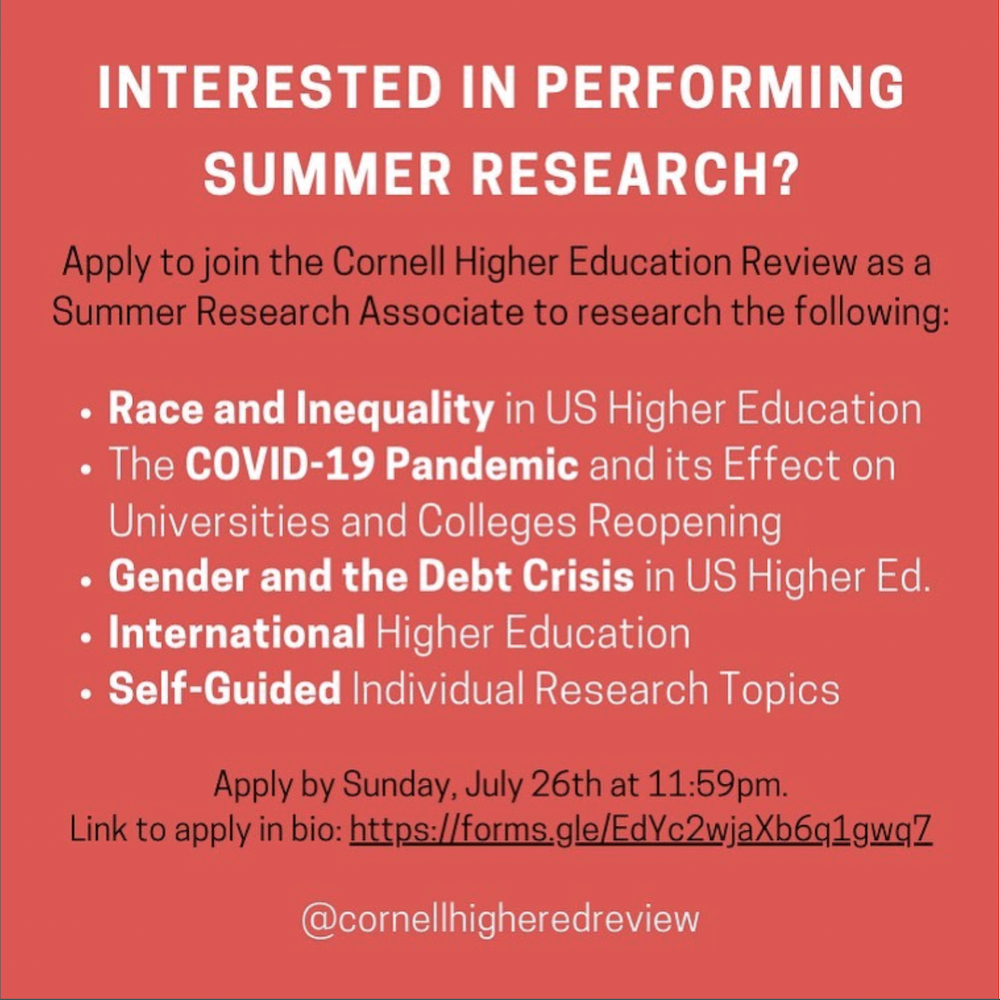 INTERESTED IN PERFORMING
SUMMER RESEARCH?
Apply to join the Cornell Higher Education Review as a
Summer Research Associate to research the following:
• Race and Inequality in US Higher Education
• The COVID-19 Pandemic and its Effect on
Universities and Colleges Reopening
• Gender and the Debt Crisis in US Higher Ed.
• International Higher Education
• Self-Guided Individual Research Topics
Apply by Sunday, July 26th at 11:59pm.
Link to apply in bio: https://forms.gle/EdYc2wjaXb6q1gwq7
@cornellhigheredreview